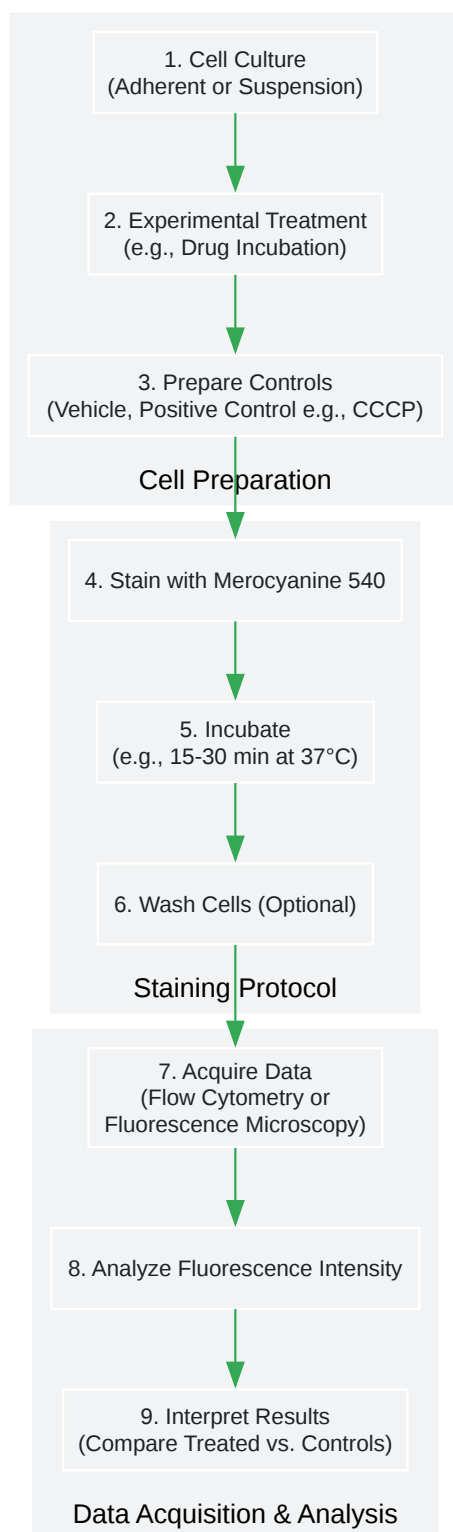 1. Cell Culture
(Adherent or Suspension)
2. Experimental Treatment
(e.g., Drug Incubation)
3. Prepare Controls
(Vehicle, Positive Control e.g., CCCP)
Cell Preparation
4. Stain with Merocyanine 540
5. Incubate
(e.g., 15-30 min at 37°C)
6. Wash Cells (Optional)
Staining Protocol
7. Acquire Data
(Flow Cytometry or
Fluorescence Microscopy)
8. Analyze Fluorescence Intensity
9. Interpret Results
(Compare Treated vs. Controls)
Data Acquisition & Analysis